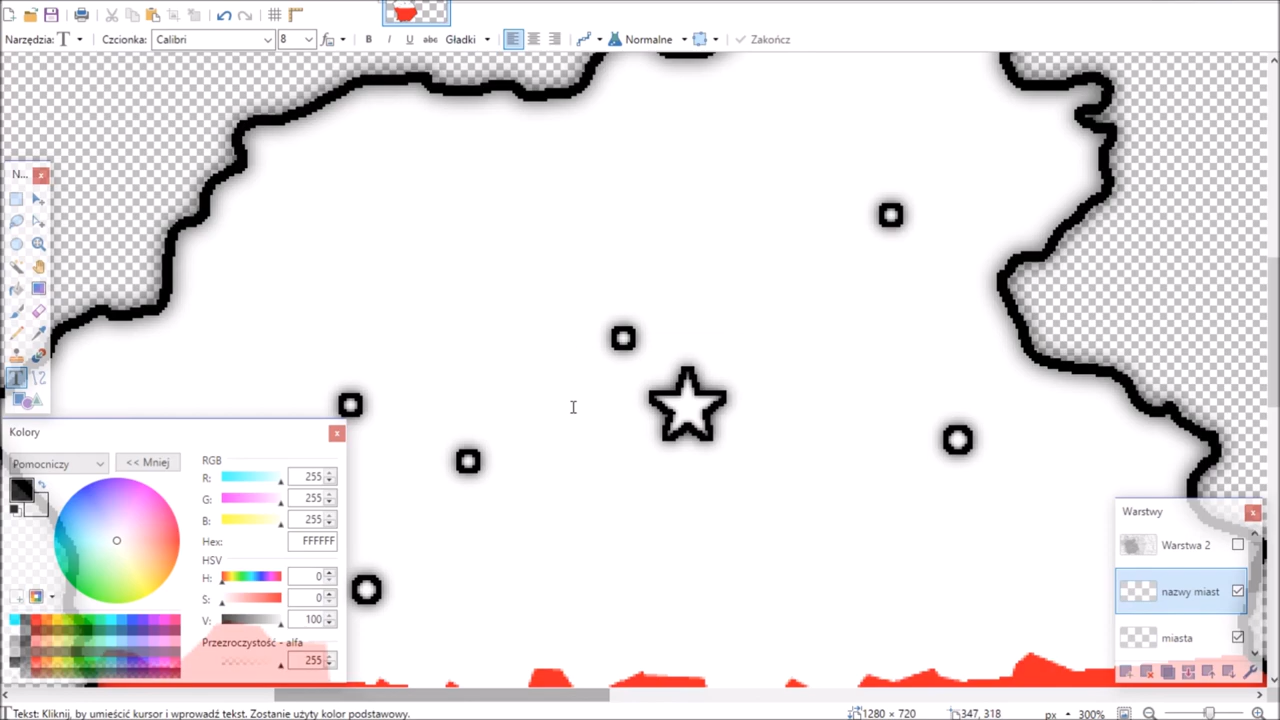 Narzędzia: T Czcionka: Calibri 8 B I U abc Gładki Normalne Zakończ
N...
Kolory
Pomocniczy << Mniej
RGB
R: 255
G: 255
B: 255
Hex: FFFFFF
HSV
H: 0
S: 0
V: 100
Przezroczystość - alfa
255
Warstwy
Warstwa 2
nazwy miast
miasta
Tekst: Kliknij, by umieścić kursor i wprowadź tekst. Zostanie użyty kolor podstawowy. 1280 × 720 347, 318 px 300%